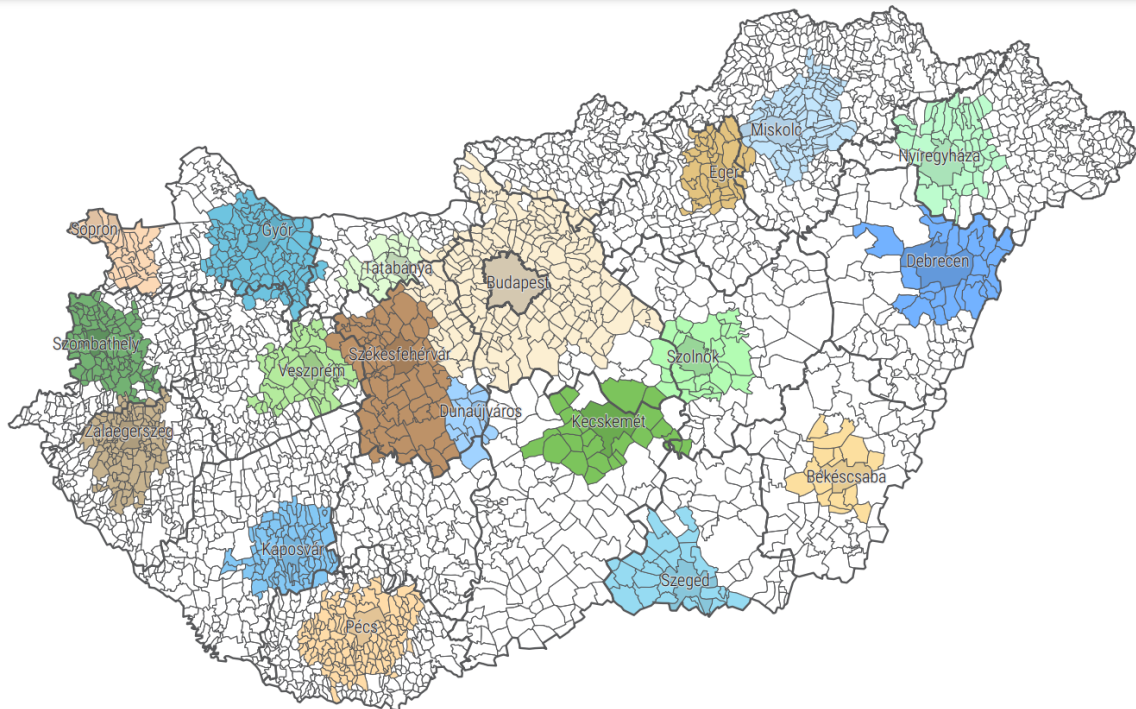 Miskolc
Nyíregyháza
Eger
Sopron
Győr
Debrecen
Tatabánya
Budapest
Szombathely
Székesfehérvár
Szolnok
Veszprém
Dunaújváros
Kecskemét
Zalaegerszeg
Békéscsaba
Kaposvár
Szeged
Pécs